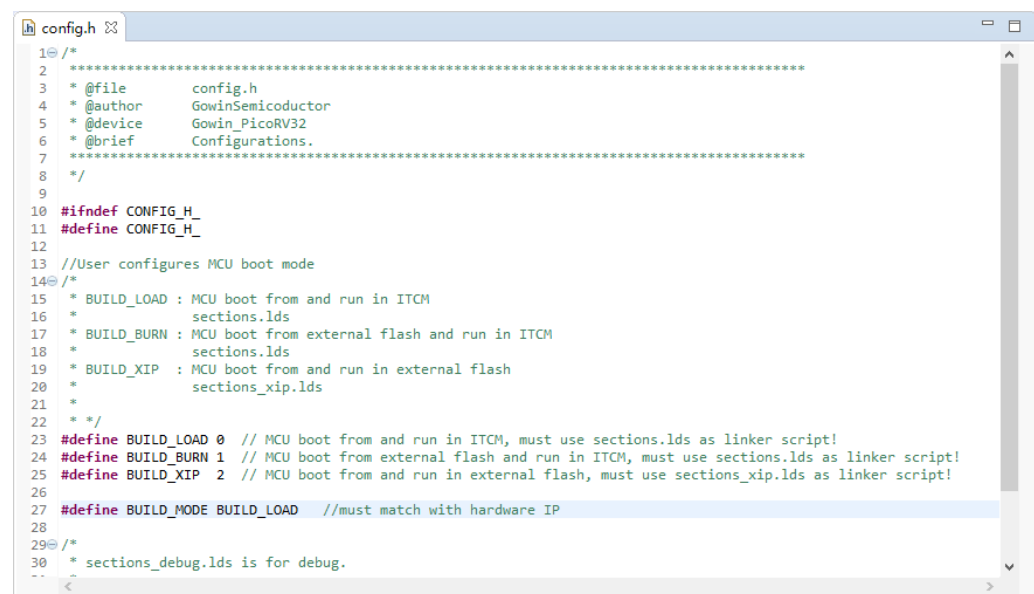 config.h
1 /*
2 ******************************************************************************************
3 * @file config.h
4 * @author GowinSemicoductor
5 * @device Gowin_PicoRV32
6 * @brief Configurations.
7 ******************************************************************************************
8 */
9
10 #ifndef CONFIG_H_
11 #define CONFIG_H_
12
13 //User configures MCU boot mode
14 /*
15 * BUILD_LOAD : MCU boot from and run in ITCM
16 * sections.lds
17 * BUILD_BURN : MCU boot from external flash and run in ITCM
18 * sections.lds
19 * BUILD_XIP : MCU boot from and run in external flash
20 * sections_xip.lds
21 *
22 * */
23 #define BUILD_LOAD 0 // MCU boot from and run in ITCM, must use sections.lds as linker script!
24 #define BUILD_BURN 1 // MCU boot from external flash and run in ITCM, must use sections.lds as linker script!
25 #define BUILD_XIP 2 // MCU boot from and run in external flash, must use sections_xip.lds as linker script!
26
27 #define BUILD_MODE BUILD_LOAD //must match with hardware IP
28
29 /*
30 * sections_debug.lds is for debug.